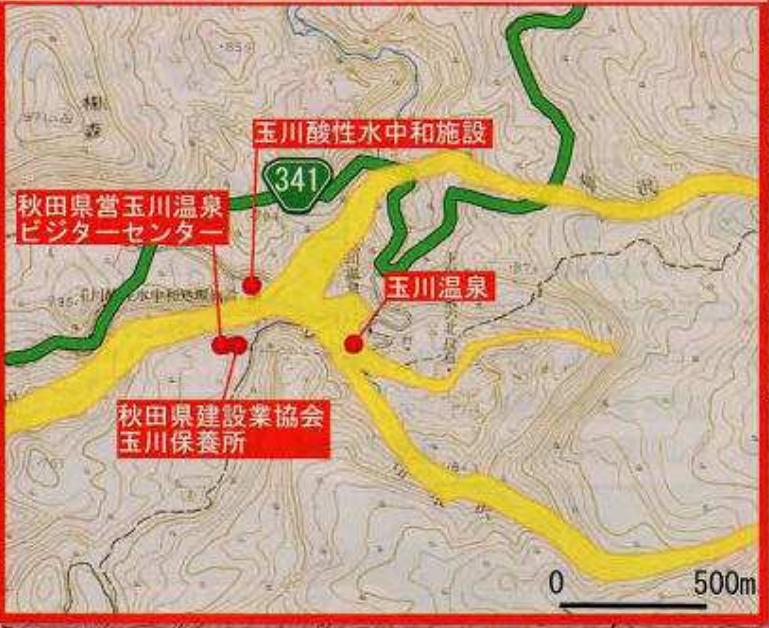 玉川酸性水中和施設
341
秋田県営玉川温泉
ビジターセンター
玉川温泉
秋田県建設業協会
玉川保養所
0 500m